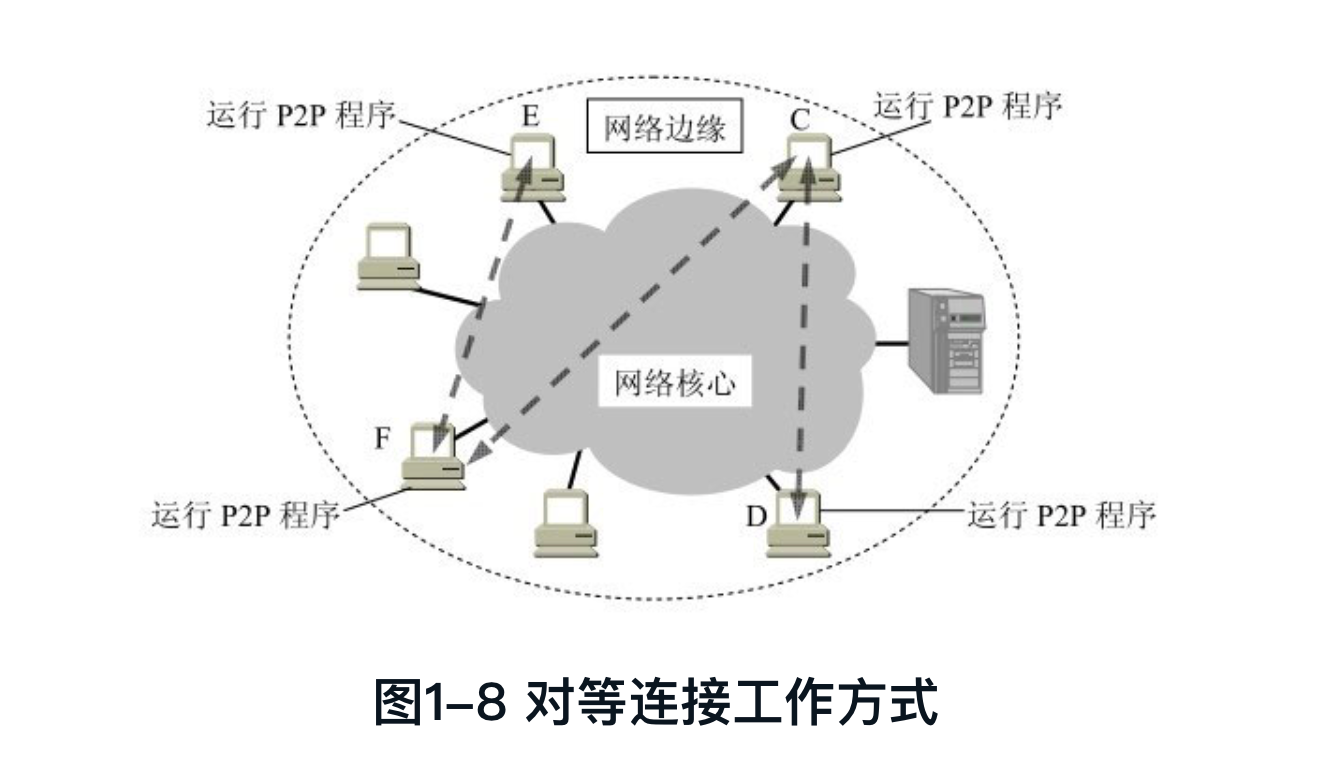 运行 P2P 程序
E
网络边缘
C
运行 P2P 程序
网络核心
F
运行 P2P 程序
D
运行 P2P 程序
图1-8 对等连接工作方式